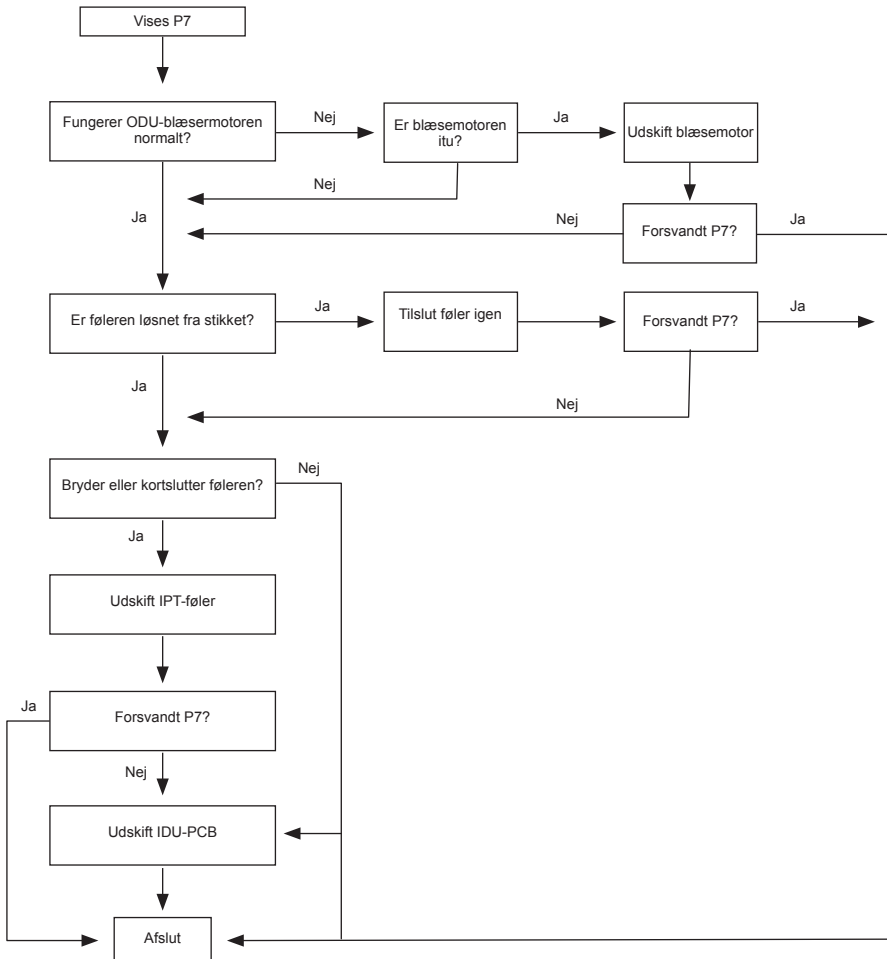 Vises P7
Fungerer ODU-blæsermotoren
normalt?
Nej
Er blæsemotoren
itu?
Ja
Udskift blæsemotor
Nej
Ja
Nej
Forsvandt P7?
Ja
Er føleren løsnet fra stikket?
Ja
Tilslut føler igen
Forsvandt P7?
Ja
Ja
Nej
Bryder eller kortslutter føleren?
Nej
Ja
Udskift IPT-føler
Ja
Forsvandt P7?
Nej
Udskift IDU-PCB
Afslut